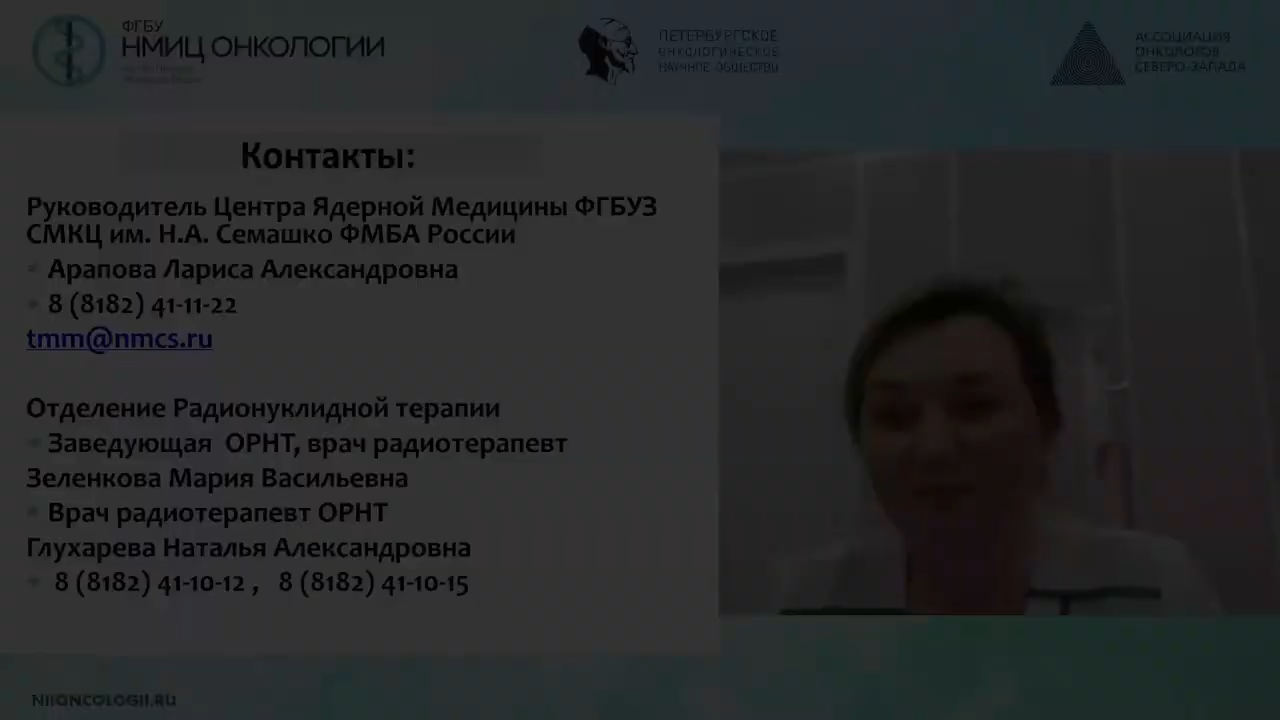 ФГБУ
НМИЦ ОНКОЛОГИИ
ПЕТЕРБУРГСКОЕ
ОНКОЛОГИЧЕСКОЕ
НАУЧНОЕ ОБЩЕСТВО
АССОЦИАЦИЯ
ОНКОЛОГОВ
СЕВЕРО-ЗАПАДА
Контакты:
Руководитель Центра Ядерной Медицины ФГБУЗ
СМКЦ им. Н.А. Семашко ФМБА России
Арапова Лариса Александровна
8 (8182) 41-11-22
tmm@nmcs.ru
Отделение Радионуклидной терапии
Заведующая ОРНТ, врач радиотерапевт
Зеленкова Мария Васильевна
Врач радиотерапевт ОРНТ
Глухарева Наталья Александровна
8 (8182) 41-10-12 , 8 (8182) 41-10-15
NIIONCOLOGII.RU